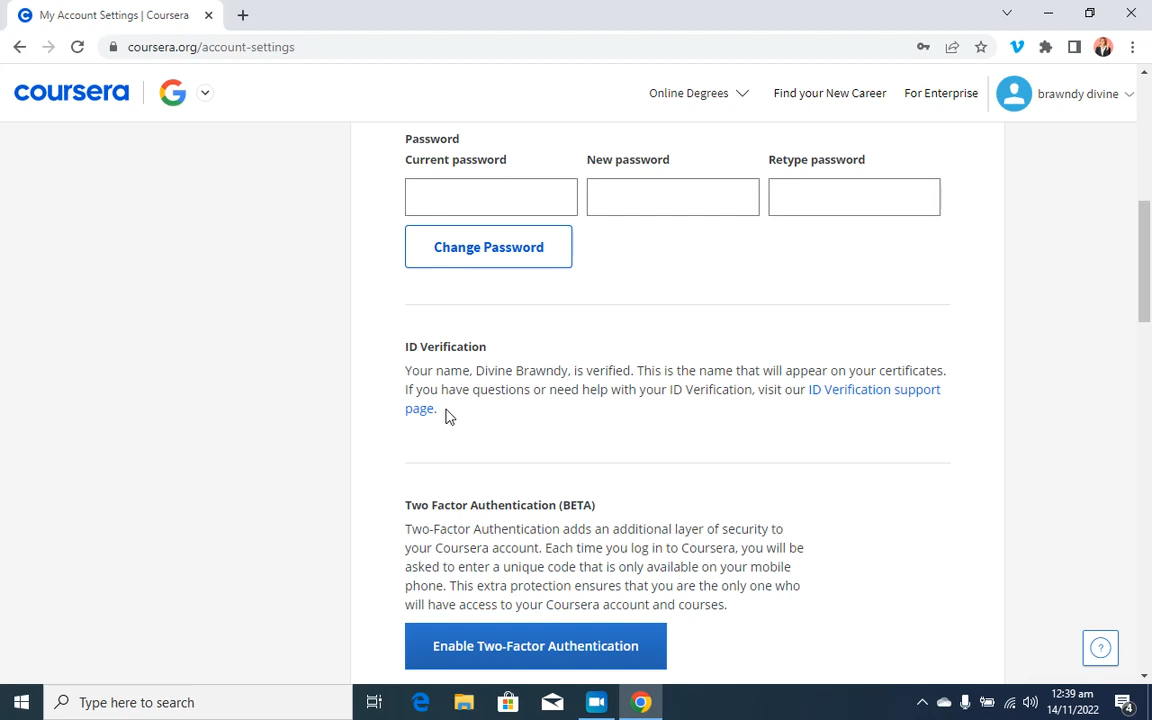 My Account Settings | Coursera
coursera.org/account-settings
coursera
Online Degrees
Find your New Career
For Enterprise
brawndy divine
Password
Current password
New password
Retype password
Change Password
ID Verification
Your name, Divine Brawndy, is verified. This is the name that will appear on your certificates.
If you have questions or need help with your ID Verification, visit our ID Verification support
page.
Two Factor Authentication (BETA)
Two-Factor Authentication adds an additional layer of security to
your Coursera account. Each time you log in to Coursera, you will be
asked to enter a unique code that is only available on your mobile
phone. This extra protection ensures that you are the only one who
will have access to your Coursera account and courses.
Enable Two-Factor Authentication
?
Type here to search
12:39 am
14/11/2022
4